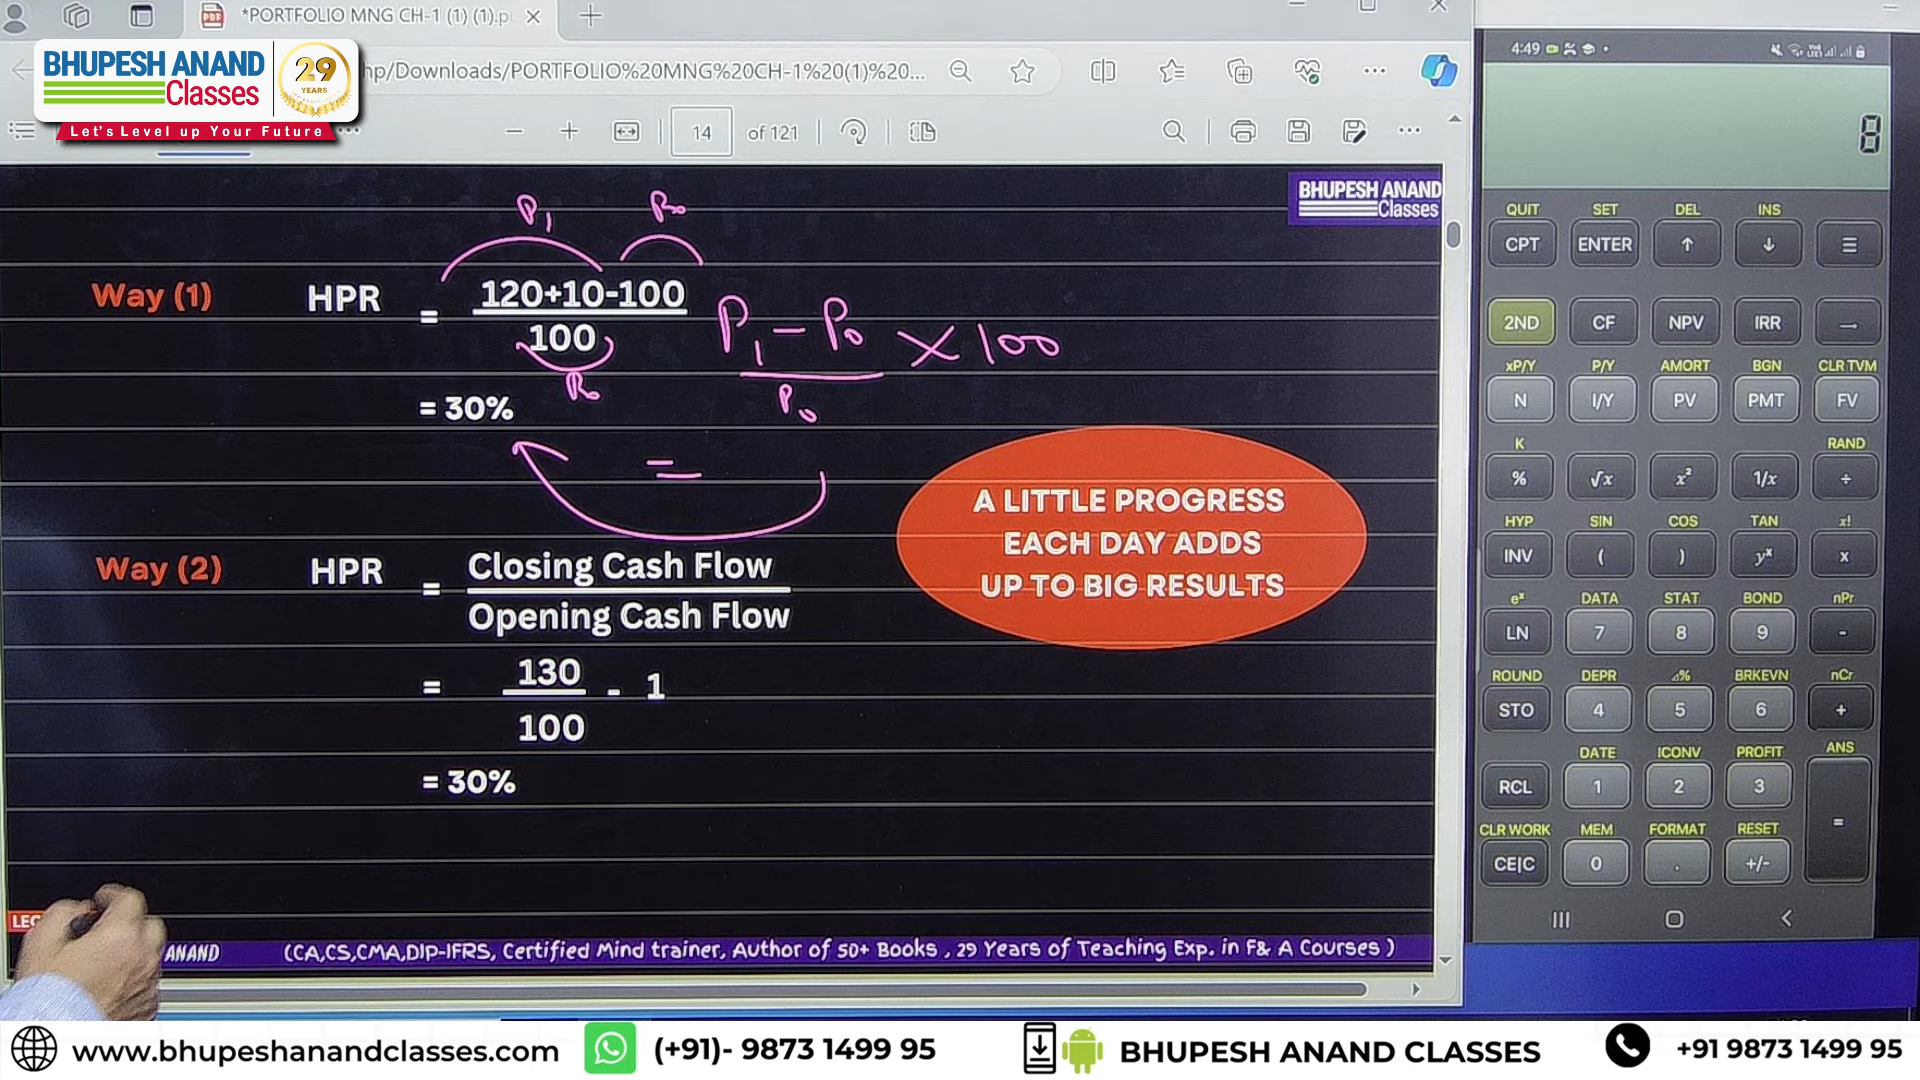 *PORTFOLIO MNG CH-1 (1) (1).p
BHUPESH ANAND
Classes
29
YEARS
Let's Level up Your Future
hp/Downloads/PORTFOLIO%20MNG%20CH-1%20(1)%20...
14 of 121
BHUPESH ANAND
Classes
P1 P0
Way (1) HPR = 120+10-100
100
P0
P1 - P0 × 100
P0
= 30%
=
A LITTLE PROGRESS
EACH DAY ADDS
UP TO BIG RESULTS
Way (2) HPR = Closing Cash Flow
Opening Cash Flow
= 130 - 1
100
= 30%
LEC
ANAND (CA,CS,CMA,DIP-IFRS, Certified Mind trainer, Author of 50+ Books , 29 Years of Teaching Exp. in F& A Courses )
4:49
8
QUIT SET DEL INS
CPT ENTER ↑ ↓ ☰
2ND CF NPV IRR →
xP/Y P/Y AMORT BGN CLR TVM
N I/Y PV PMT FV
K RAND
% √x x² 1/x ÷
HYP SIN COS TAN x!
INV ( ) yˣ x
eˣ DATA STAT BOND nPr
LN 7 8 9 -
ROUND DEPR ⊿% BRKEVN nCr
STO 4 5 6 +
DATE ICONV PROFIT ANS
RCL 1 2 3 =
CLR WORK MEM FORMAT RESET
CE|C 0 . +/-
www.bhupeshanandclasses.com (+91)- 9873 1499 95 BHUPESH ANAND CLASSES +91 9873 1499 95